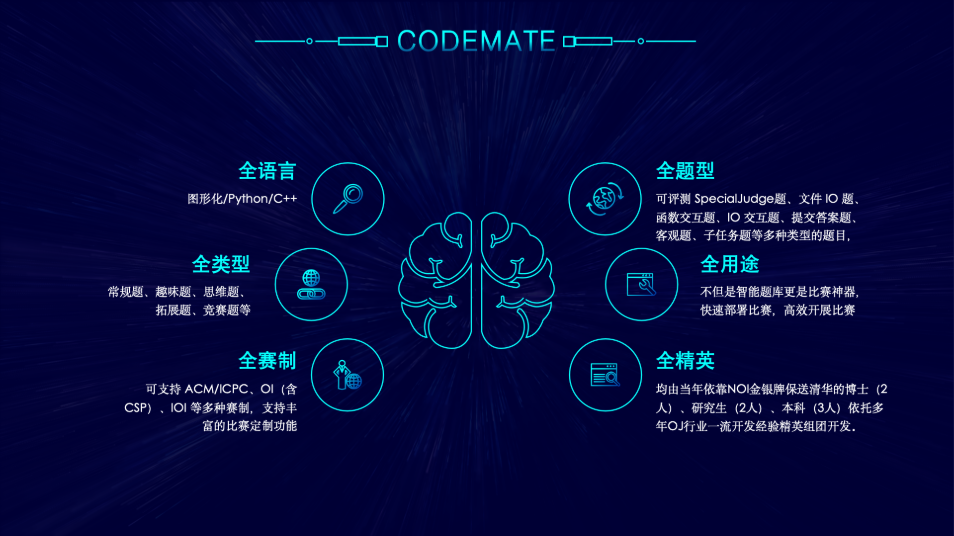 CODEMATE
全语言
图形化/Python/C++
全类型
常规题、趣味题、思维题、
拓展题、竞赛题等
全赛制
可支持 ACM/ICPC、OI（含
CSP）、IOI 等多种赛制，支持丰
富的比赛定制功能
全题型
可评测 SpecialJudge题、文件 IO 题、
函数交互题、IO 交互题、提交答案题、
客观题、子任务题等多种类型的题目，
全用途
不但是智能题库更是比赛神器，
快速部署比赛，高效开展比赛
全精英
均由当年依靠NOI金银牌保送清华的博士（2
人）、研究生（2人）、本科（3人）依托多
年OJ行业一流开发经验精英组团开发。